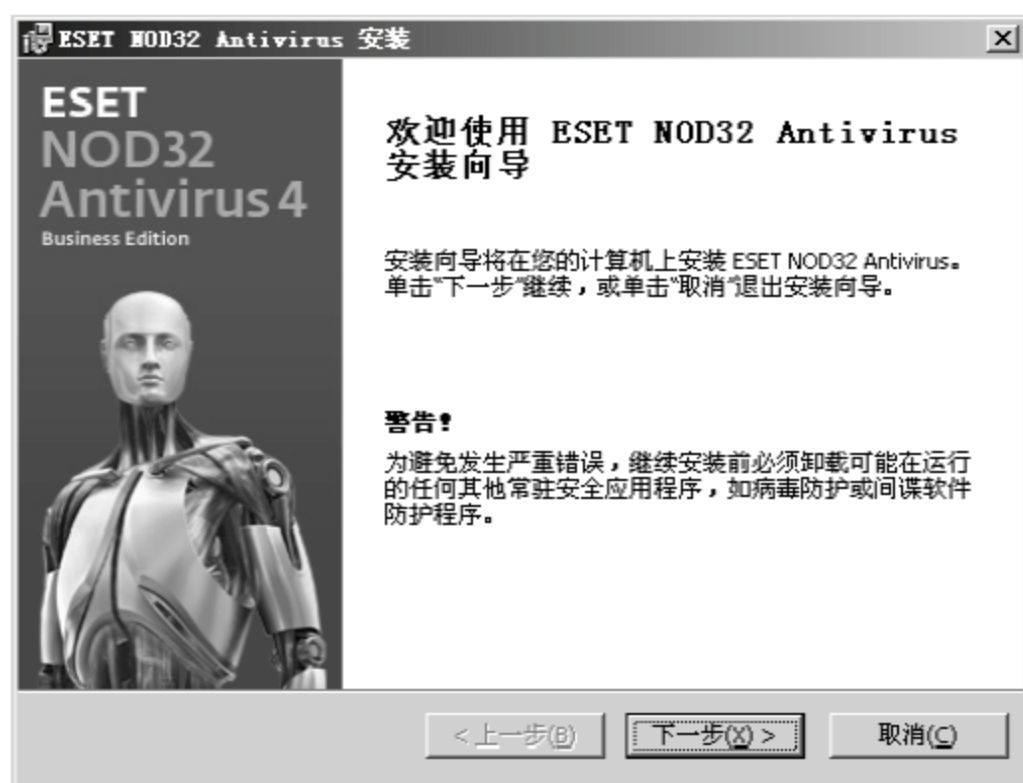 ESET NOD32 Antivirus 安装
ESET
NOD32
Antivirus 4
Business Edition
欢迎使用 ESET NOD32 Antivirus
安装向导
安装向导将在您的计算机上安装 ESET NOD32 Antivirus。
单击“下一步”继续，或单击“取消”退出安装向导。
警告!
为避免发生严重错误，继续安装前必须卸载可能在运行
的任何其他常驻安全应用程序，如病毒防护或间谍软件
防护程序。
<上一步(B)
下一步(X) >
取消(C)